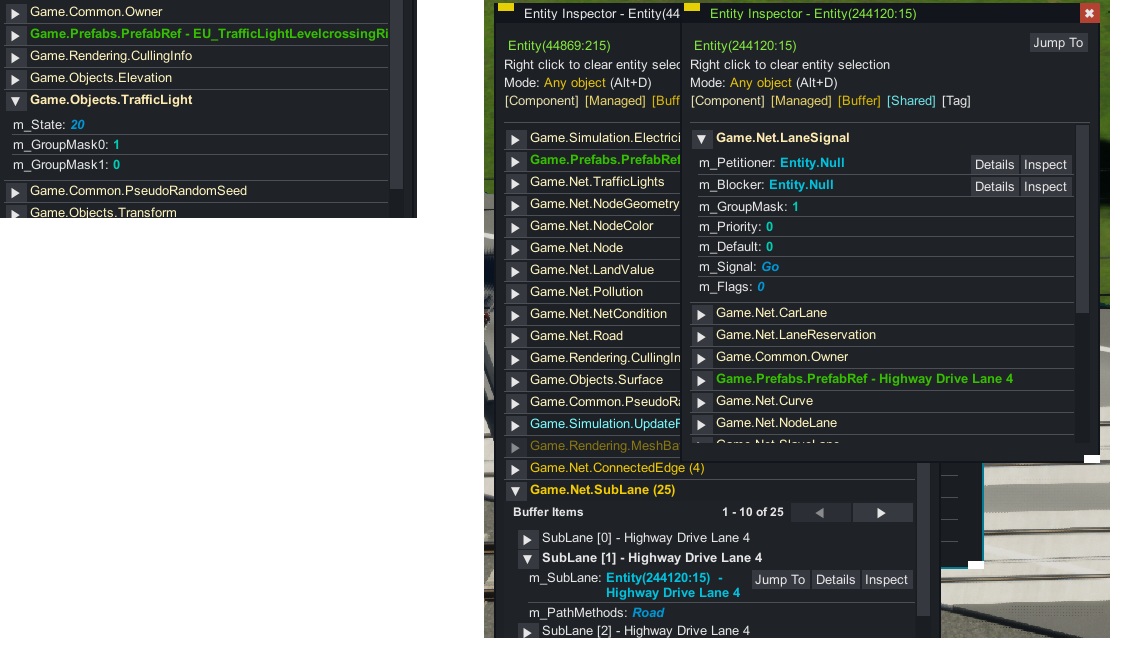 Game.Common.Owner
Game.Prefabs.PrefabRef - EU_TrafficLightLevelcrossingRi
Game.Rendering.CullingInfo
Game.Objects.Elevation
Game.Objects.TrafficLight
m_State: 20
m_GroupMask0: 1
m_GroupMask1: 0
Game.Common.PseudoRandomSeed
Game.Objects.Transform
Entity Inspector - Entity(44
Entity(44869:215)
Right click to clear entity selec
Mode: Any object (Alt+D)
[Component] [Managed] [Buff
Game.Simulation.Electrici
Game.Prefabs.PrefabRef
Game.Net.TrafficLights
Game.Net.NodeGeometry
Game.Net.NodeColor
Game.Net.Node
Game.Net.LandValue
Game.Net.Pollution
Game.Net.NetCondition
Game.Net.Road
Game.Rendering.CullingIn
Game.Objects.Surface
Game.Common.PseudoRa
Game.Simulation.UpdateF
Game.Rendering.MeshBa
Game.Net.ConnectedEdge (4)
Game.Net.SubLane (25)
Buffer Items 1 - 10 of 25
SubLane [0] - Highway Drive Lane 4
SubLane [1] - Highway Drive Lane 4
m_SubLane: Entity(244120:15) - Jump To Details Inspect
Highway Drive Lane 4
m_PathMethods: Road
SubLane [2] - Highway Drive Lane 4
Entity Inspector - Entity(244120:15)
Entity(244120:15) Jump To
Right click to clear entity selection
Mode: Any object (Alt+D)
[Component] [Managed] [Buffer] [Shared] [Tag]
Game.Net.LaneSignal
m_Petitioner: Entity.Null Details Inspect
m_Blocker: Entity.Null Details Inspect
m_GroupMask: 1
m_Priority: 0
m_Default: 0
m_Signal: Go
m_Flags: 0
Game.Net.CarLane
Game.Net.LaneReservation
Game.Common.Owner
Game.Prefabs.PrefabRef - Highway Drive Lane 4
Game.Net.Curve
Game.Net.NodeLane
Game.Net.SlaveLane